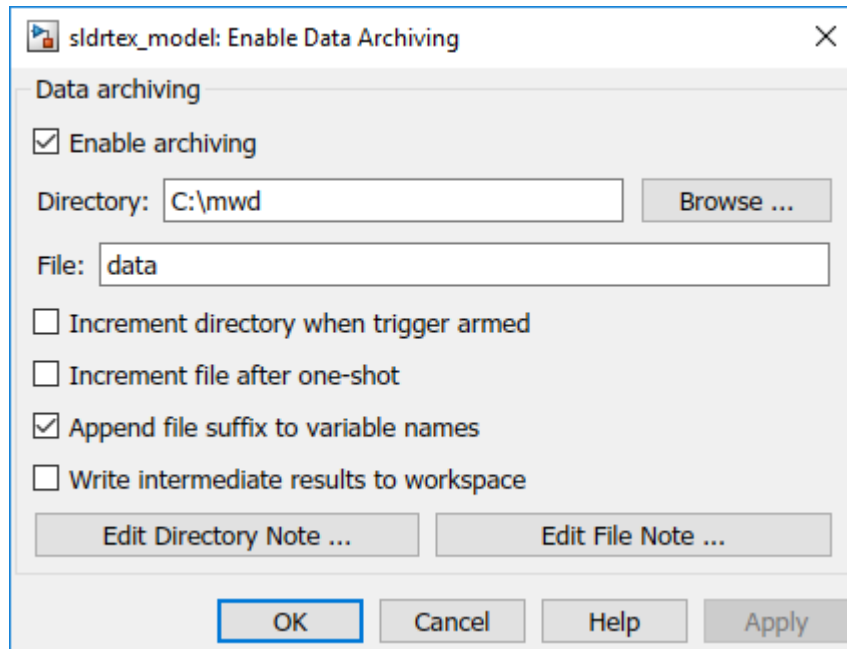 sldrtex_model: Enable Data Archiving
Data archiving
Enable archiving
Directory: C:\mwd Browse ...
File: data
Increment directory when trigger armed
Increment file after one-shot
Append file suffix to variable names
Write intermediate results to workspace
Edit Directory Note ... Edit File Note ...
OK Cancel Help Apply